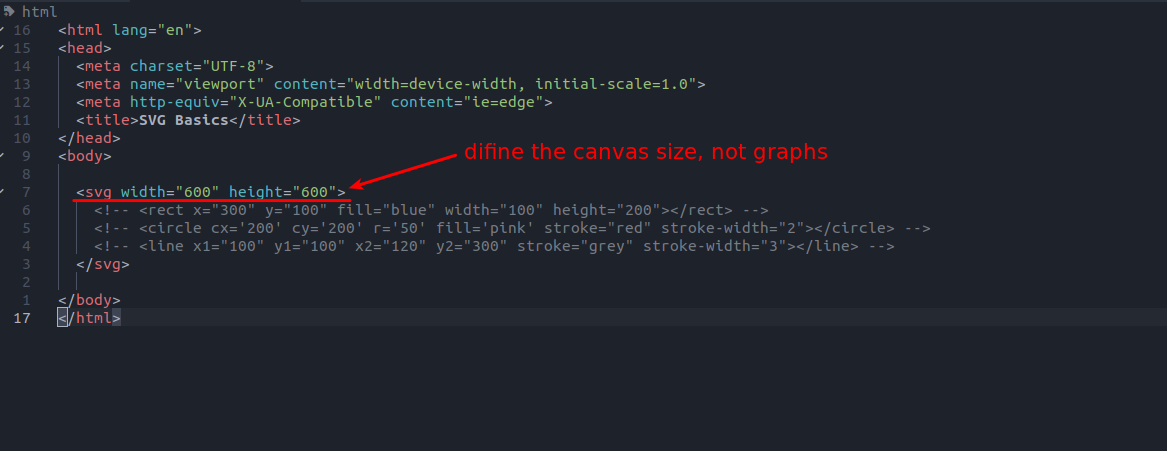 html
16 <html lang="en">
15 <head>
14 <meta charset="UTF-8">
13 <meta name="viewport" content="width=device-width, initial-scale=1.0">
12 <meta http-equiv="X-UA-Compatible" content="ie=edge">
11 <title>SVG Basics</title>
10 </head>
9 <body>
difine the canvas size, not graphs
8
7 <svg width="600" height="600">
6 <!-- <rect x="300" y="100" fill="blue" width="100" height="200"></rect> -->
5 <!-- <circle cx='200' cy='200' r='50' fill='pink' stroke="red" stroke-width="2"></circle> -->
4 <!-- <line x1="100" y1="100" x2="120" y2="300" stroke="grey" stroke-width="3"></line> -->
3 </svg>
2
1 </body>
17 </html>